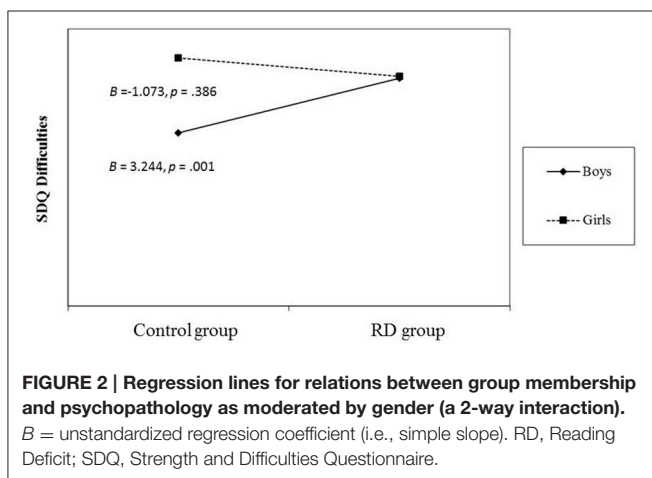 SDQ Difficulties
B =-1.073, p = .386
B = 3.244, p = .001
Boys
Girls
Control group
RD group
FIGURE 2 | Regression lines for relations between group membership
and psychopathology as moderated by gender (a 2-way interaction).
B = unstandardized regression coefficient (i.e., simple slope). RD, Reading
Deficit; SDQ, Strength and Difficulties Questionnaire.